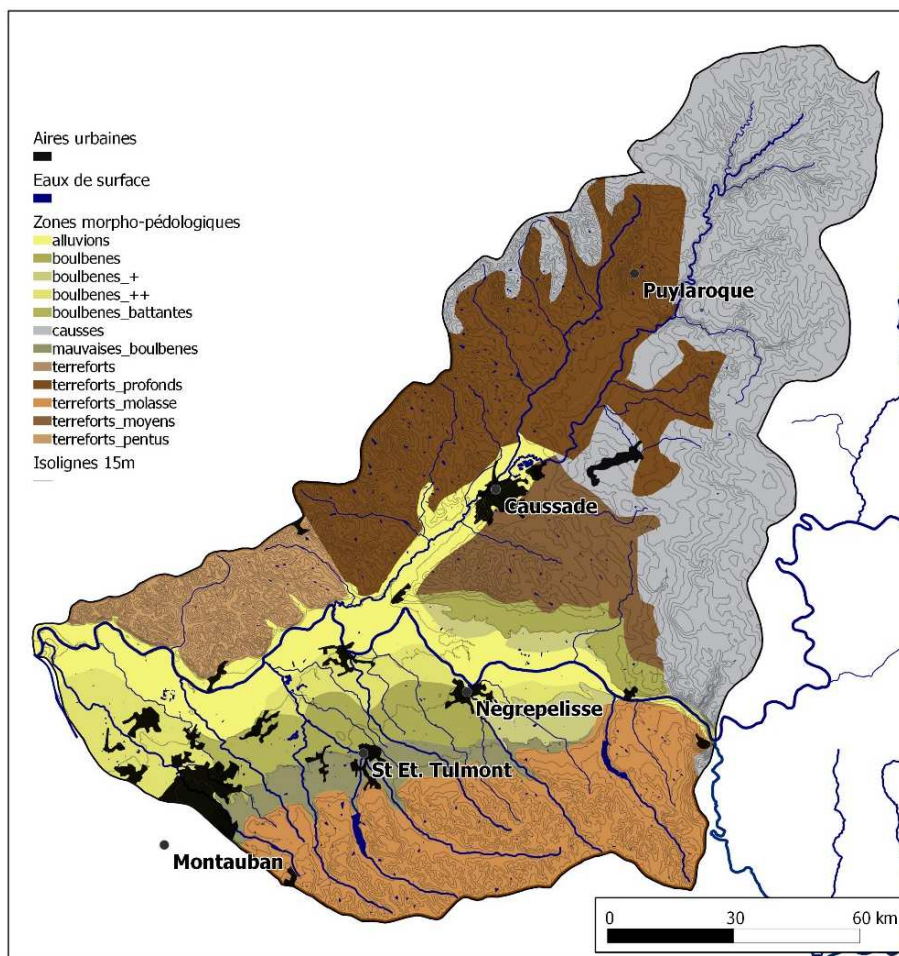 Aires urbaines
Eaux de surface
Zones morpho-pédologiques
alluvions
boulbenes
boulbenes_+
boulbenes_++
boulbenes_battantes
causses
mauvaises_boulbenes
terreforts
terreforts_profonds
terreforts_molasse
terreforts_moyens
terreforts_pentus
Isolignes 15m
Puylaroque
Caussade
Nègrepelisse
St Et. Tulmont
Montauban
0 30 60 km